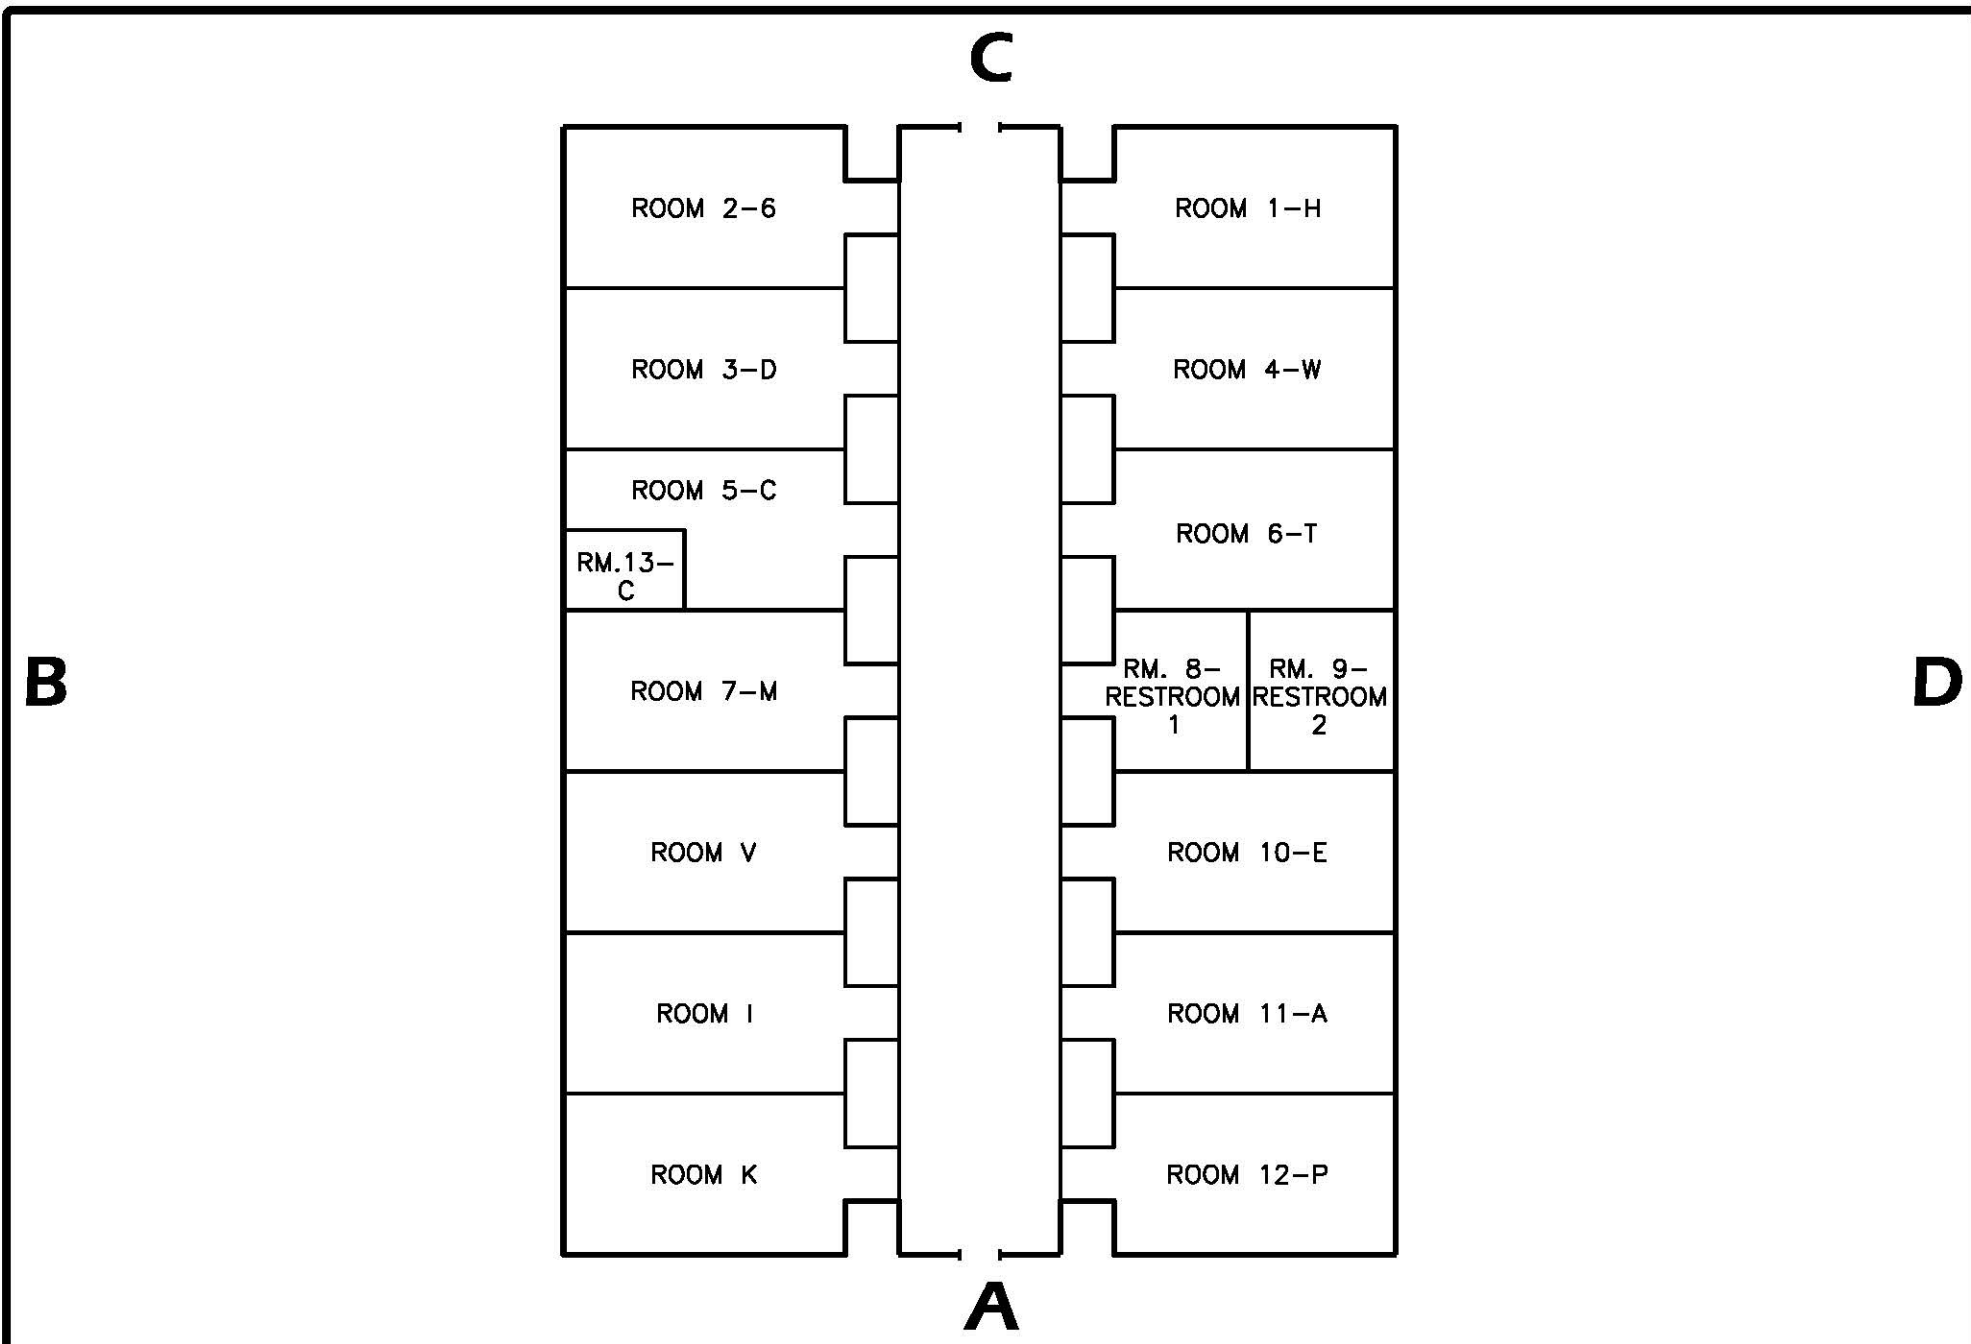 C
ROOM 2-6
ROOM 1-H
ROOM 3-D
ROOM 4-W
ROOM 5-C
ROOM 6-T
RM.13-
C
B
ROOM 7-M
RM. 8-
RESTROOM
1
RM. 9-
RESTROOM
2
D
ROOM V
ROOM 10-E
ROOM I
ROOM 11-A
ROOM K
ROOM 12-P
A